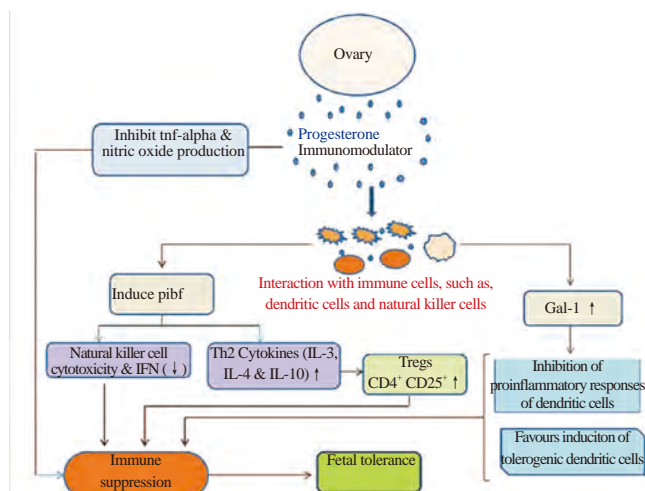 Ovary
Progesterone
Immunomodulator
Inhibit tnf-alpha &
nitric oxide production
Interaction with immune cells, such as,
dendritic cells and natural killer cells
Induce pibf
Gal-1 ↑
Natural killer cell
cytotoxicity & IFN (↓)
Th2 Cytokines (IL-3,
IL-4 & IL-10) ↑
Tregs
CD4⁺ CD25⁺ ↑
Inhibition of
proinflammatory responses
of dendritic cells
Favours induciton of
tolerogenic dendritic cells
Immune
suppression
Fetal tolerance